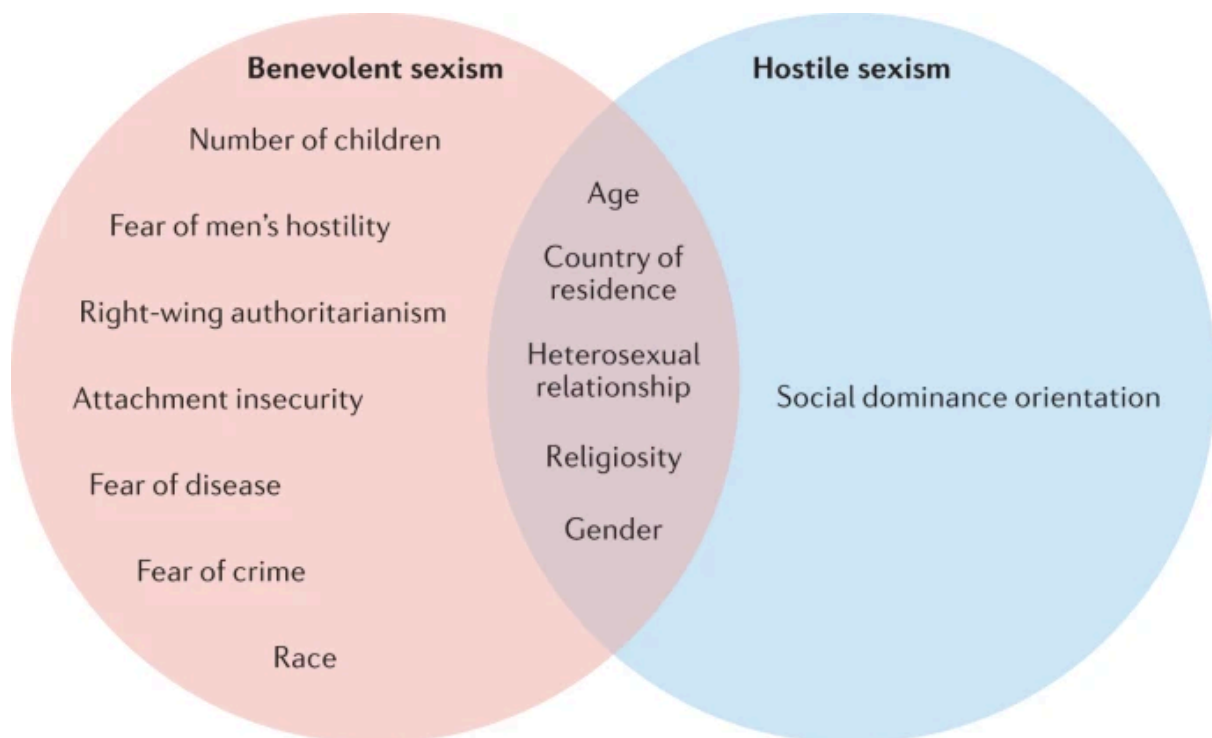 Benevolent sexism
Number of children
Fear of men’s hostility
Right-wing authoritarianism
Attachment insecurity
Fear of disease
Fear of crime
Race
Age
Country of
residence
Heterosexual
relationship
Religiosity
Gender
Hostile sexism
Social dominance orientation